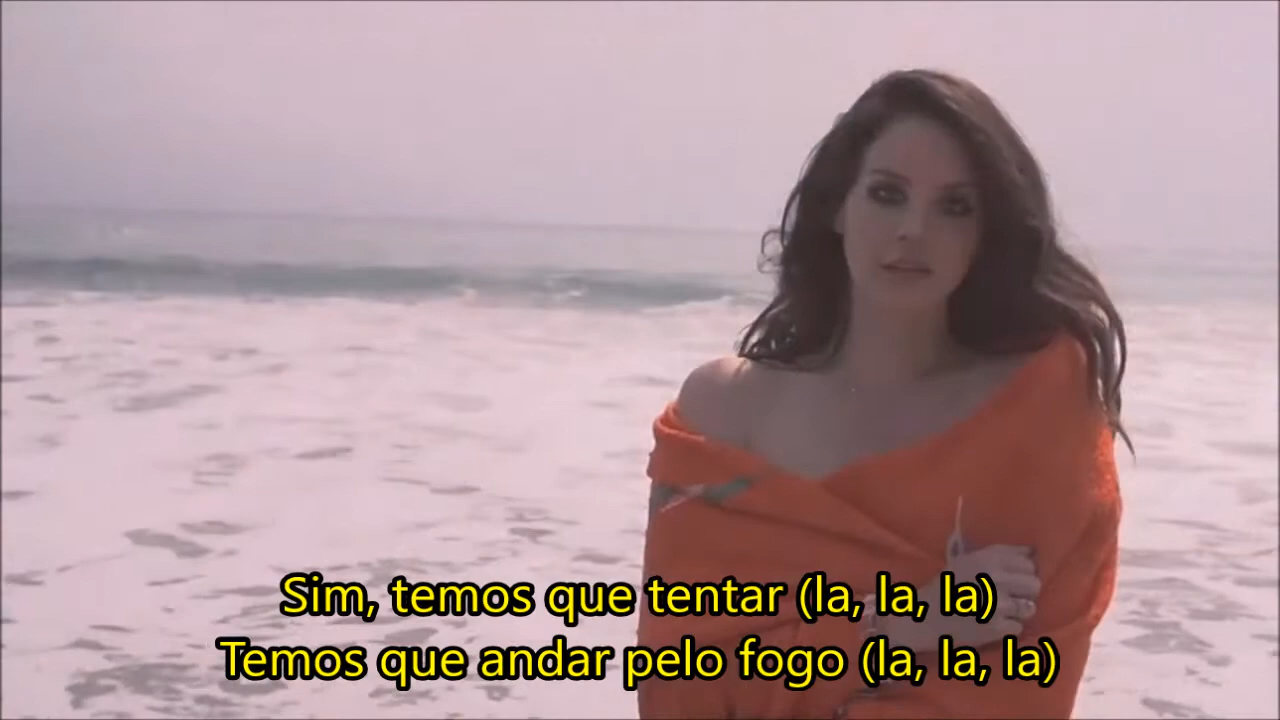 Sim, temos que tentar (la, la, la)
Temos que andar pelo fogo (la, la, la)